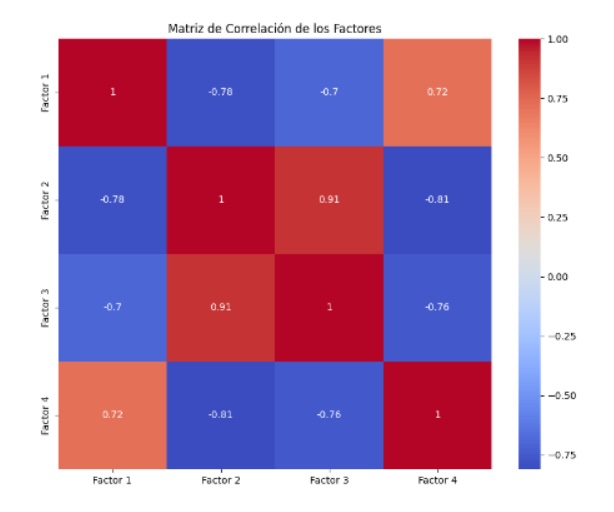 Matriz de Correlación de los Factores
Factor 1
1
-0.78
-0.7
0.72
Factor 2
-0.78
1
0.91
-0.81
Factor 3
-0.7
0.91
1
-0.76
Factor 4
0.72
-0.81
-0.76
1
Factor 1
Factor 2
Factor 3
Factor 4
1.00
0.75
0.50
0.25
0.00
−0.25
−0.50
−0.75